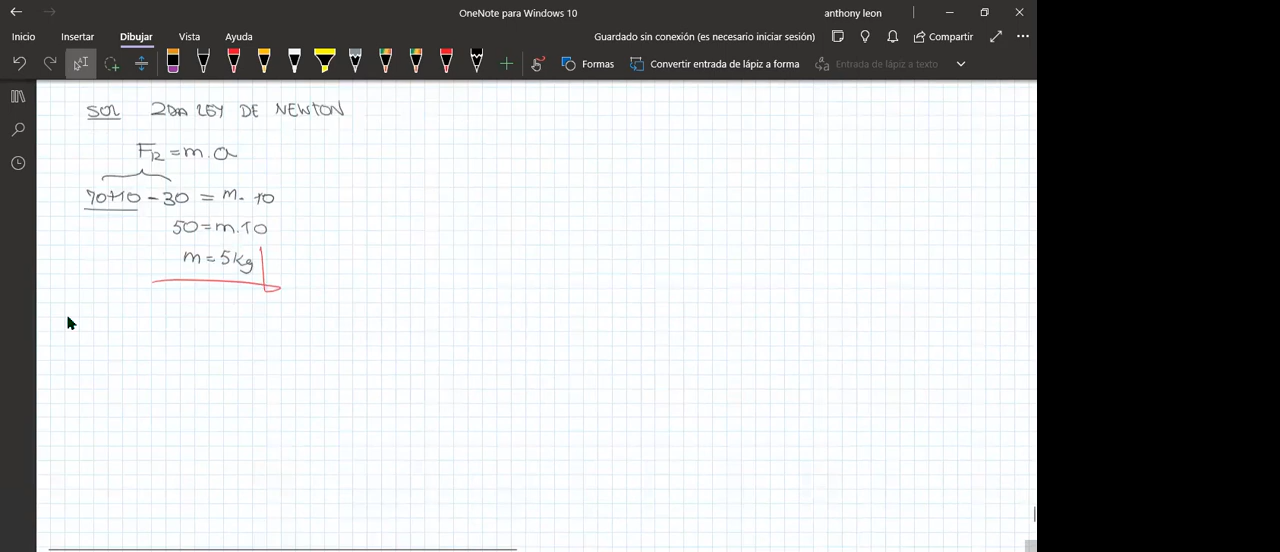 OneNote para Windows 10
anthony leon
Inicio Insertar Dibujar Vista Ayuda
Guardado sin conexión (es necesario iniciar sesión)
Compartir
Formas
Convertir entrada de lápiz a forma
Entrada de lápiz a texto
SOL 2DA LEY DE NEWTON
FR = m.a
70+10 - 30 = m. 10
50 = m.10
m = 5kg